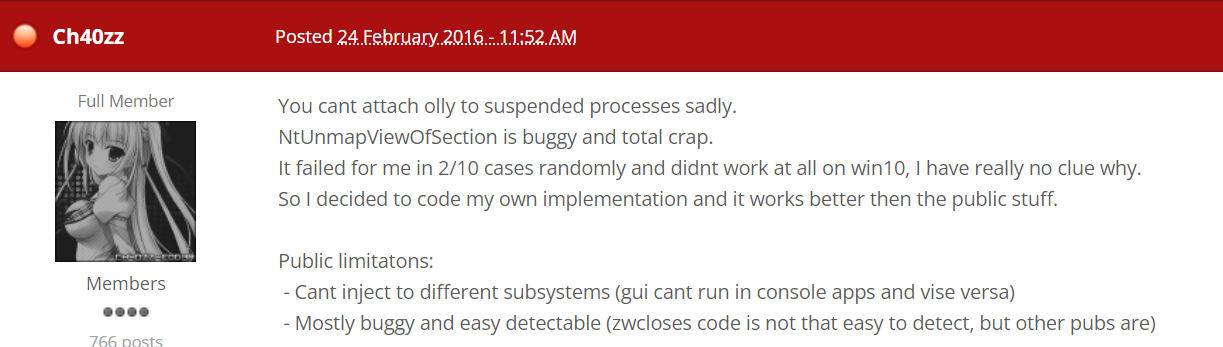 Ch40zz
Posted 24 February 2016 - 11:52 AM
Full Member
Members
766 posts
You cant attach olly to suspended processes sadly.
NtUnmapViewOfSection is buggy and total crap.
It failed for me in 2/10 cases randomly and didnt work at all on win10, I have really no clue why.
So I decided to code my own implementation and it works better then the public stuff.
Public limitatons:
- Cant inject to different subsystems (gui cant run in console apps and vise versa)
- Mostly buggy and easy detectable (zwcloses code is not that easy to detect, but other pubs are)